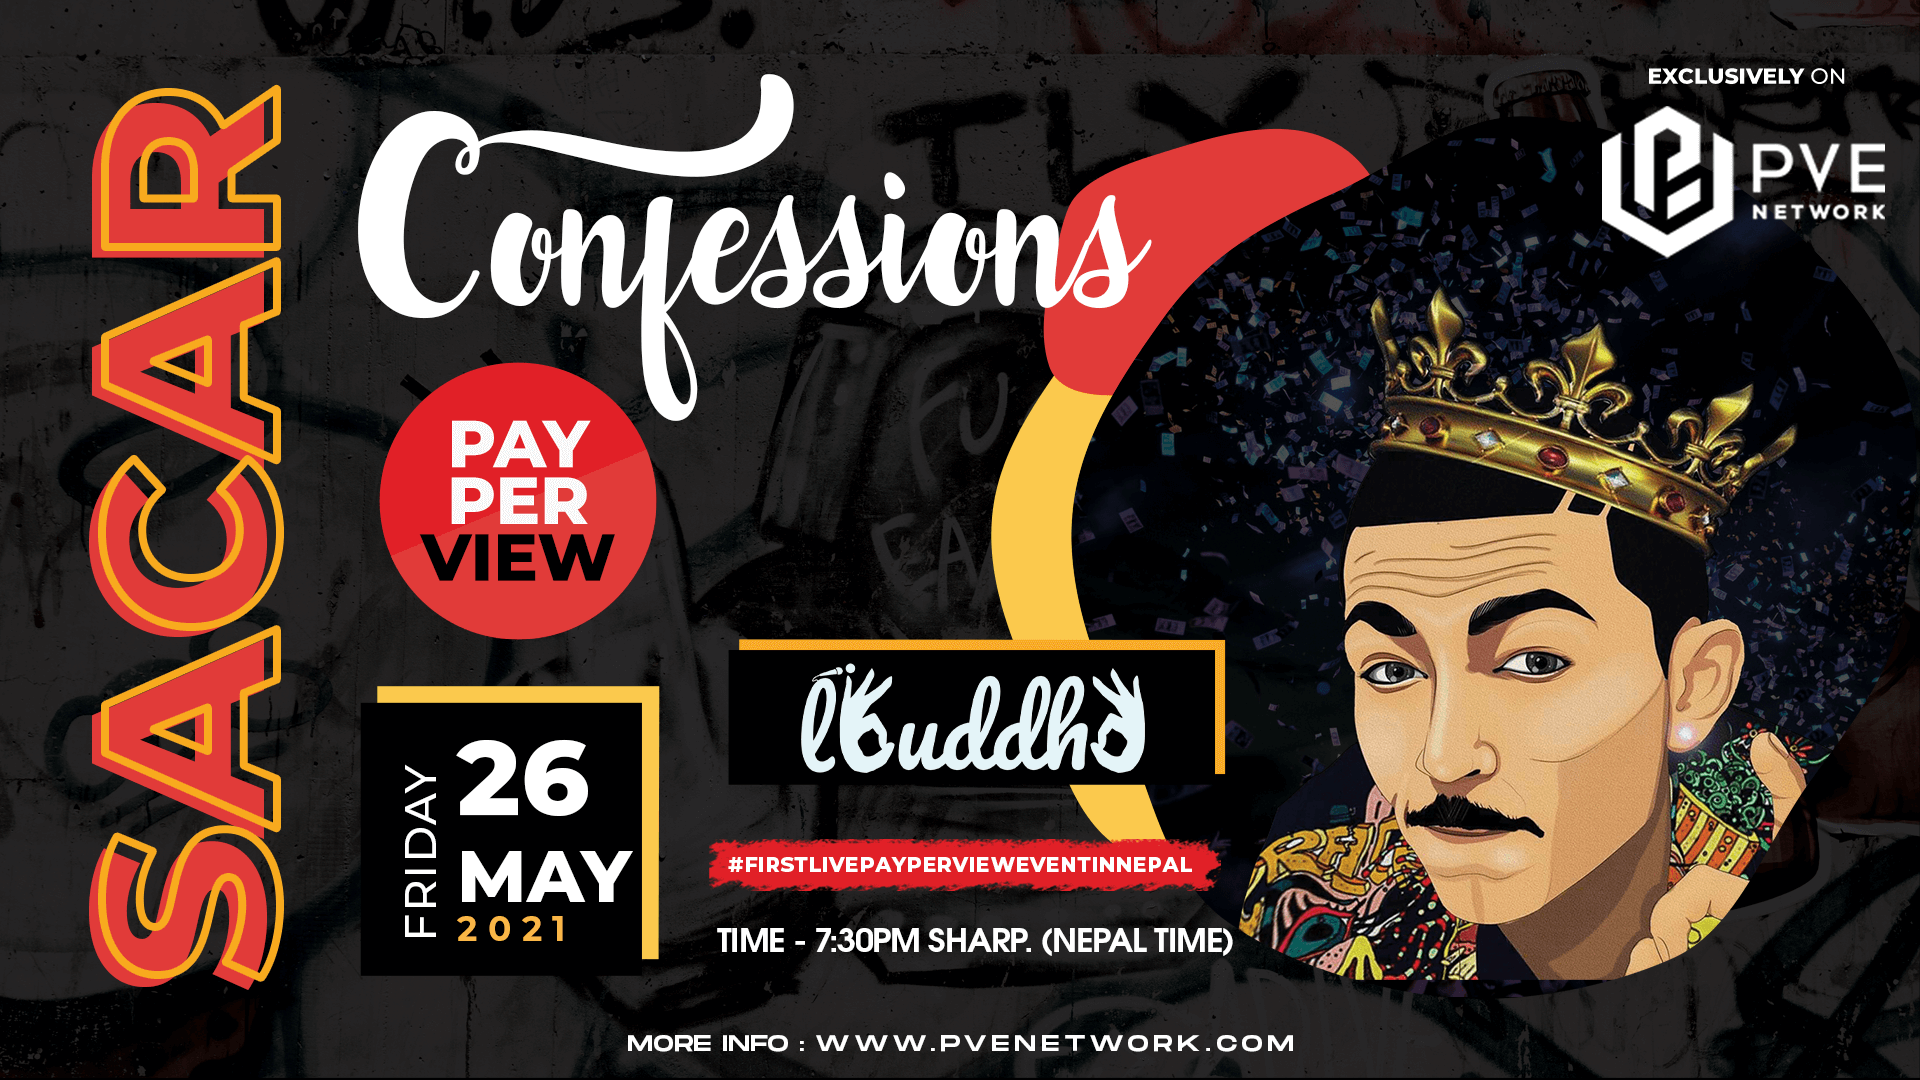 SACAR
Confessions
EXCLUSIVELY ON
PVE
NETWORK
PAY
PER
VIEW
FRIDAY
26
MAY
2021
lbuddha
#FIRSTLIVEPAYPERVIEWEVENTINNEPAL
TIME - 7:30PM SHARP. (NEPAL TIME)
MORE INFO : WWW.PVENETWORK.COM